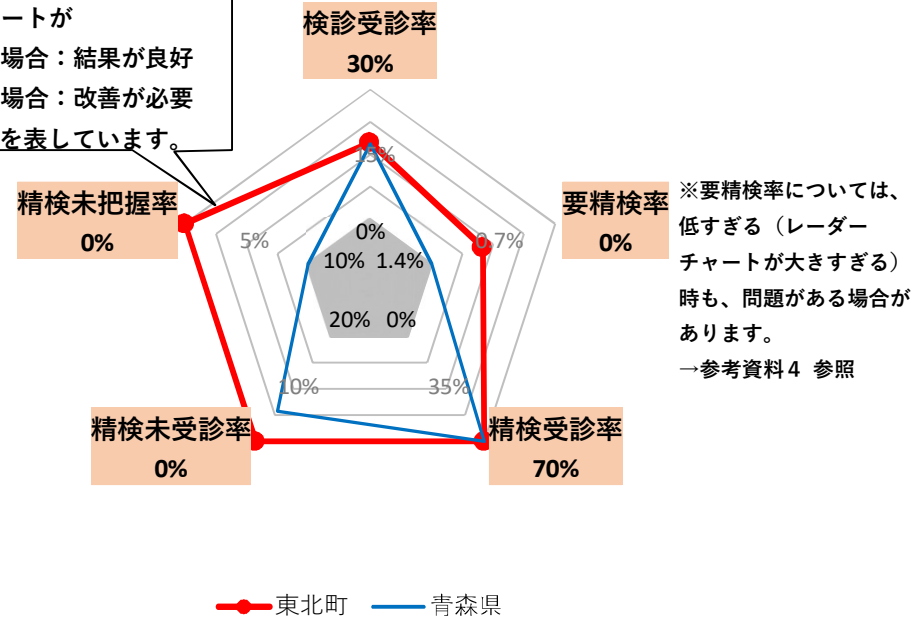 ートが
場合：結果が良好
場合：改善が必要
を表しています。
検診受診率
30%
15%
0%
要精検率
0%
0.7%
1.4%
※要精検率については、
低すぎる（レーダー
チャートが大きすぎる）
時も、問題がある場合が
あります。
→参考資料４ 参照
精検受診率
70%
35%
0%
精検未受診率
0%
10%
20%
精検未把握率
0%
5%
10%
東北町
青森県